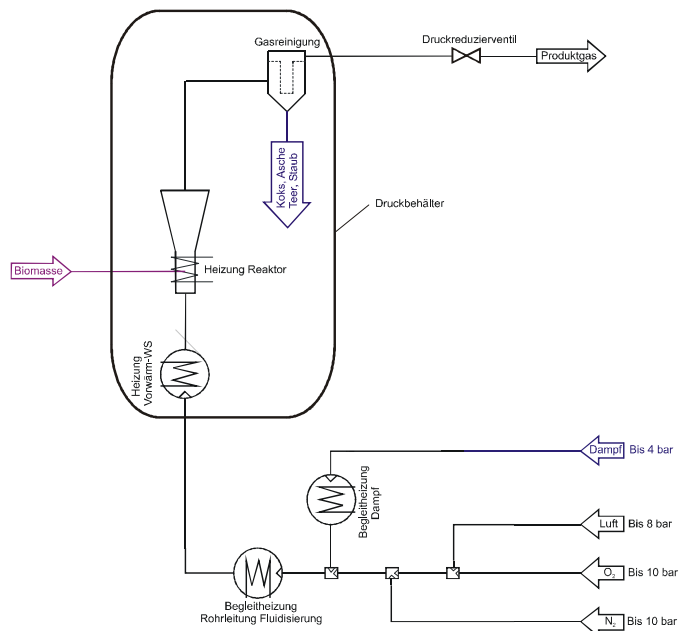 Gasreinigung
Druckreduzierventil
Produktgas
Koks, Asche
Teer, Staub
Druckbehälter
Biomasse
Heizung Reaktor
Heizung
Vorwärm-WS
Dampf
Bis 4 bar
Begleitheizung
Dampf
Luft
Bis 8 bar
O2
Bis 10 bar
Begleitheizung
Rohrleitung Fluidisierung
N2
Bis 10 bar